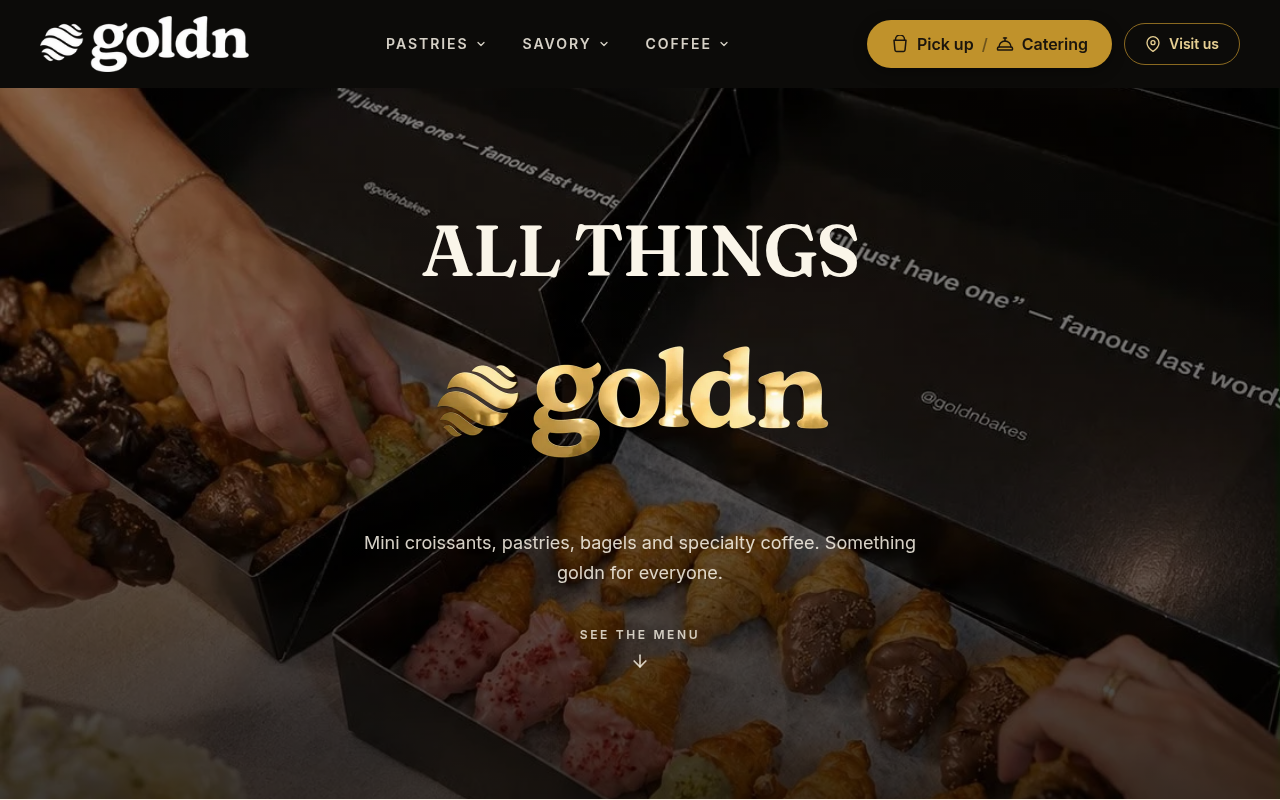 goldn
PASTRIES
SAVORY
COFFEE
Pick up / Catering
Visit us
"I'll just have one" — famous last words
@goldnbakes
ALL THINGS
"I'll just have one" — famous last words
goldn
@goldnbakes
Mini croissants, pastries, bagels and specialty coffee. Something
goldn for everyone.
SEE THE MENU